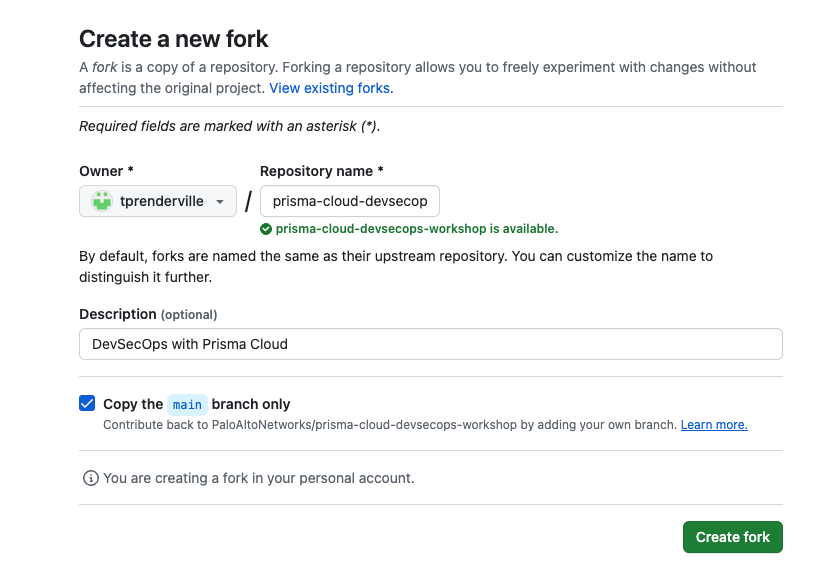 Create a new fork
A fork is a copy of a repository. Forking a repository allows you to freely experiment with changes without
affecting the original project. View existing forks.
Required fields are marked with an asterisk (*).
Owner *
Repository name *
tprenderville
/
prisma-cloud-devsecop
prisma-cloud-devsecops-workshop is available.
By default, forks are named the same as their upstream repository. You can customize the name to
distinguish it further.
Description (optional)
DevSecOps with Prisma Cloud
Copy the main branch only
Contribute back to PaloAltoNetworks/prisma-cloud-devsecops-workshop by adding your own branch. Learn more.
You are creating a fork in your personal account.
Create fork